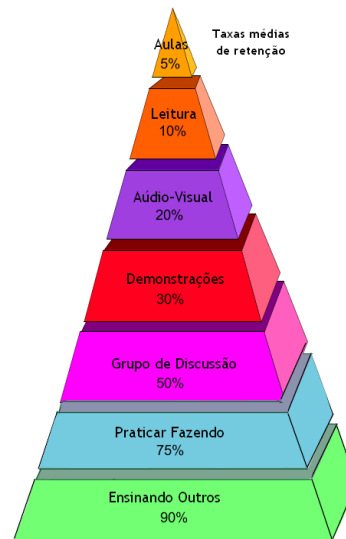 Taxas médias
de retenção
Aulas
5%
Leitura
10%
Aúdio-Visual
20%
Demonstrações
30%
Grupo de Discussão
50%
Praticar Fazendo
75%
Ensinando Outros
90%